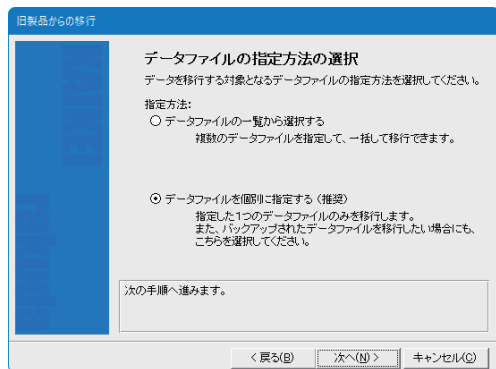 旧製品からの移行
データファイルの指定方法の選択
データを移行する対象となるデータファイルの指定方法を選択してください。
指定方法:
データファイルの一覧から選択する
複数のデータファイルを指定して、一括して移行できます。
データファイルを個別に指定する(推奨)
指定した1つのデータファイルのみを移行します。
また、バックアップされたデータファイルを移行したい場合にも、
こちらを選択してください。
次の手順へ進みます。
< 戻る(B)
次へ(N) >
キャンセル(C)
KAIKEI
rakuda